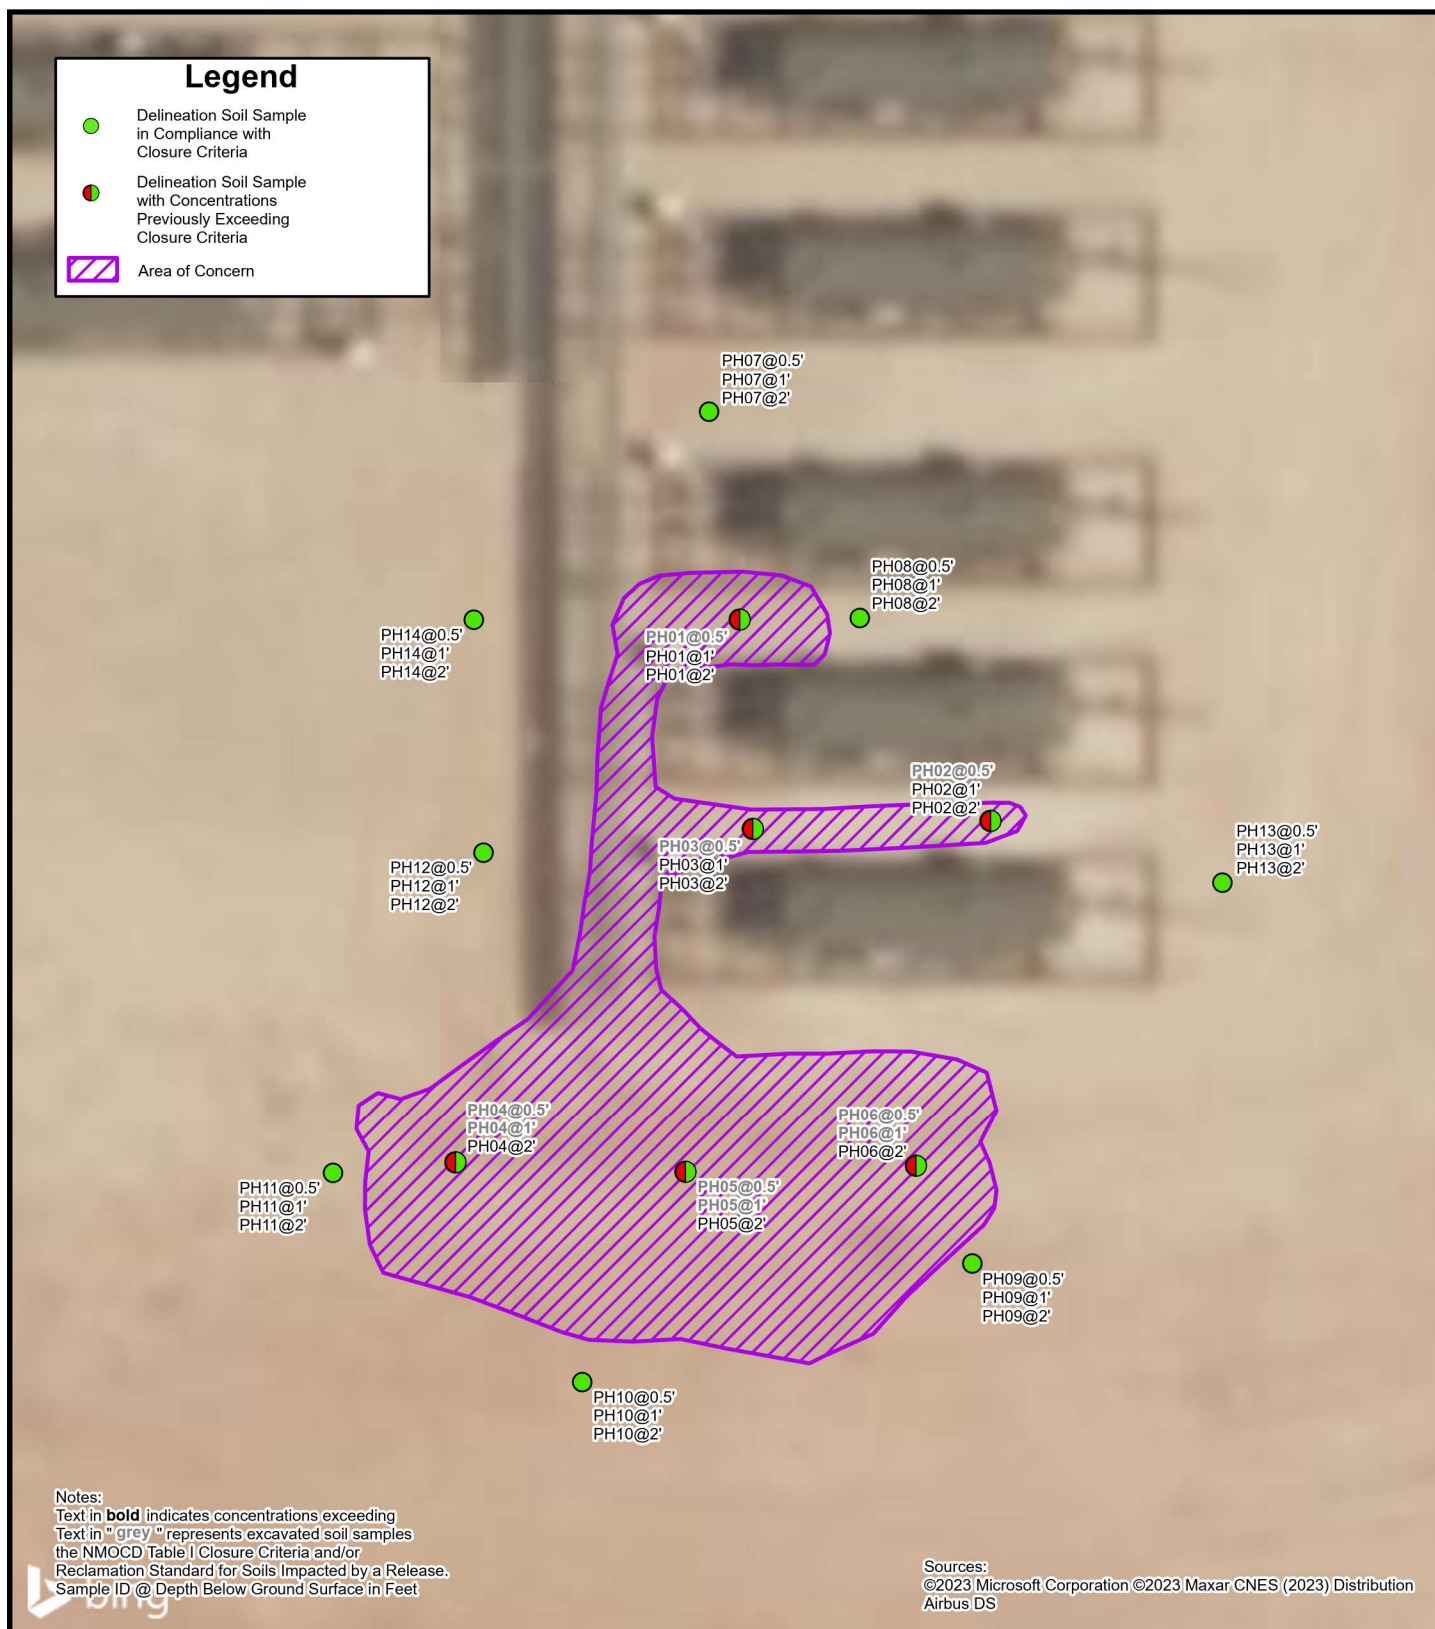 Legend
Delineation Soil Sample
in Compliance with
Closure Criteria
Delineation Soil Sample
with Concentrations
Previously Exceeding
Closure Criteria
Area of Concern
PH07@0.5'
PH07@1'
PH07@2'
PH08@0.5'
PH08@1'
PH08@2'
PH14@0.5'
PH14@1'
PH14@2'
PH01@0.5'
PH01@1'
PH01@2'
PH02@0.5'
PH02@1'
PH02@2'
PH03@0.5'
PH03@1'
PH03@2'
PH13@0.5'
PH13@1'
PH13@2'
PH12@0.5'
PH12@1'
PH12@2'
PH04@0.5'
PH04@1'
PH04@2'
PH06@0.5'
PH06@1'
PH06@2'
PH05@0.5'
PH05@1'
PH05@2'
PH11@0.5'
PH11@1'
PH11@2'
PH09@0.5'
PH09@1'
PH09@2'
PH10@0.5'
PH10@1'
PH10@2'
Notes:
Text in bold indicates concentrations exceeding
Text in " grey " represents excavated soil samples
the NMOCD Table I Closure Criteria and/or
Reclamation Standard for Soils Impacted by a Release.
Sample ID @ Depth Below Ground Surface in Feet
bing
Sources:
©2023 Microsoft Corporation ©2023 Maxar CNES (2023) Distribution
Airbus DS